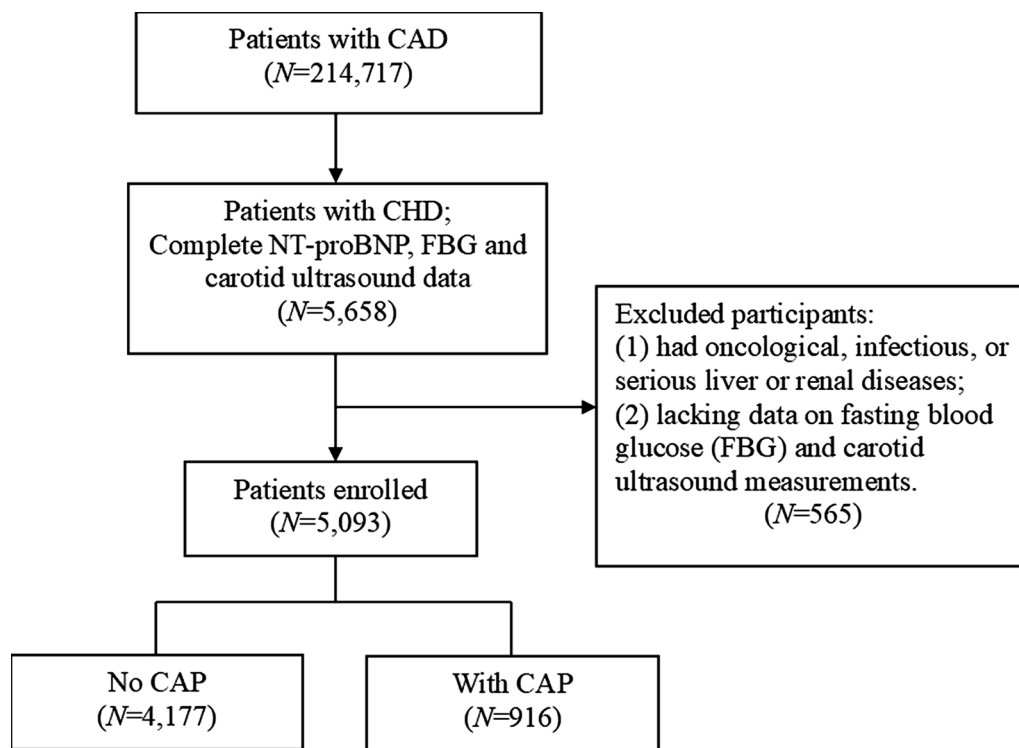 Patients with CAD
(N=214,717)
Patients with CHD;
Complete NT-proBNP, FBG and
carotid ultrasound data
(N=5,658)
Excluded participants:
(1) had oncological, infectious, or
serious liver or renal diseases;
(2) lacking data on fasting blood
glucose (FBG) and carotid
ultrasound measurements.
(N=565)
Patients enrolled
(N=5,093)
No CAP
(N=4,177)
With CAP
(N=916)